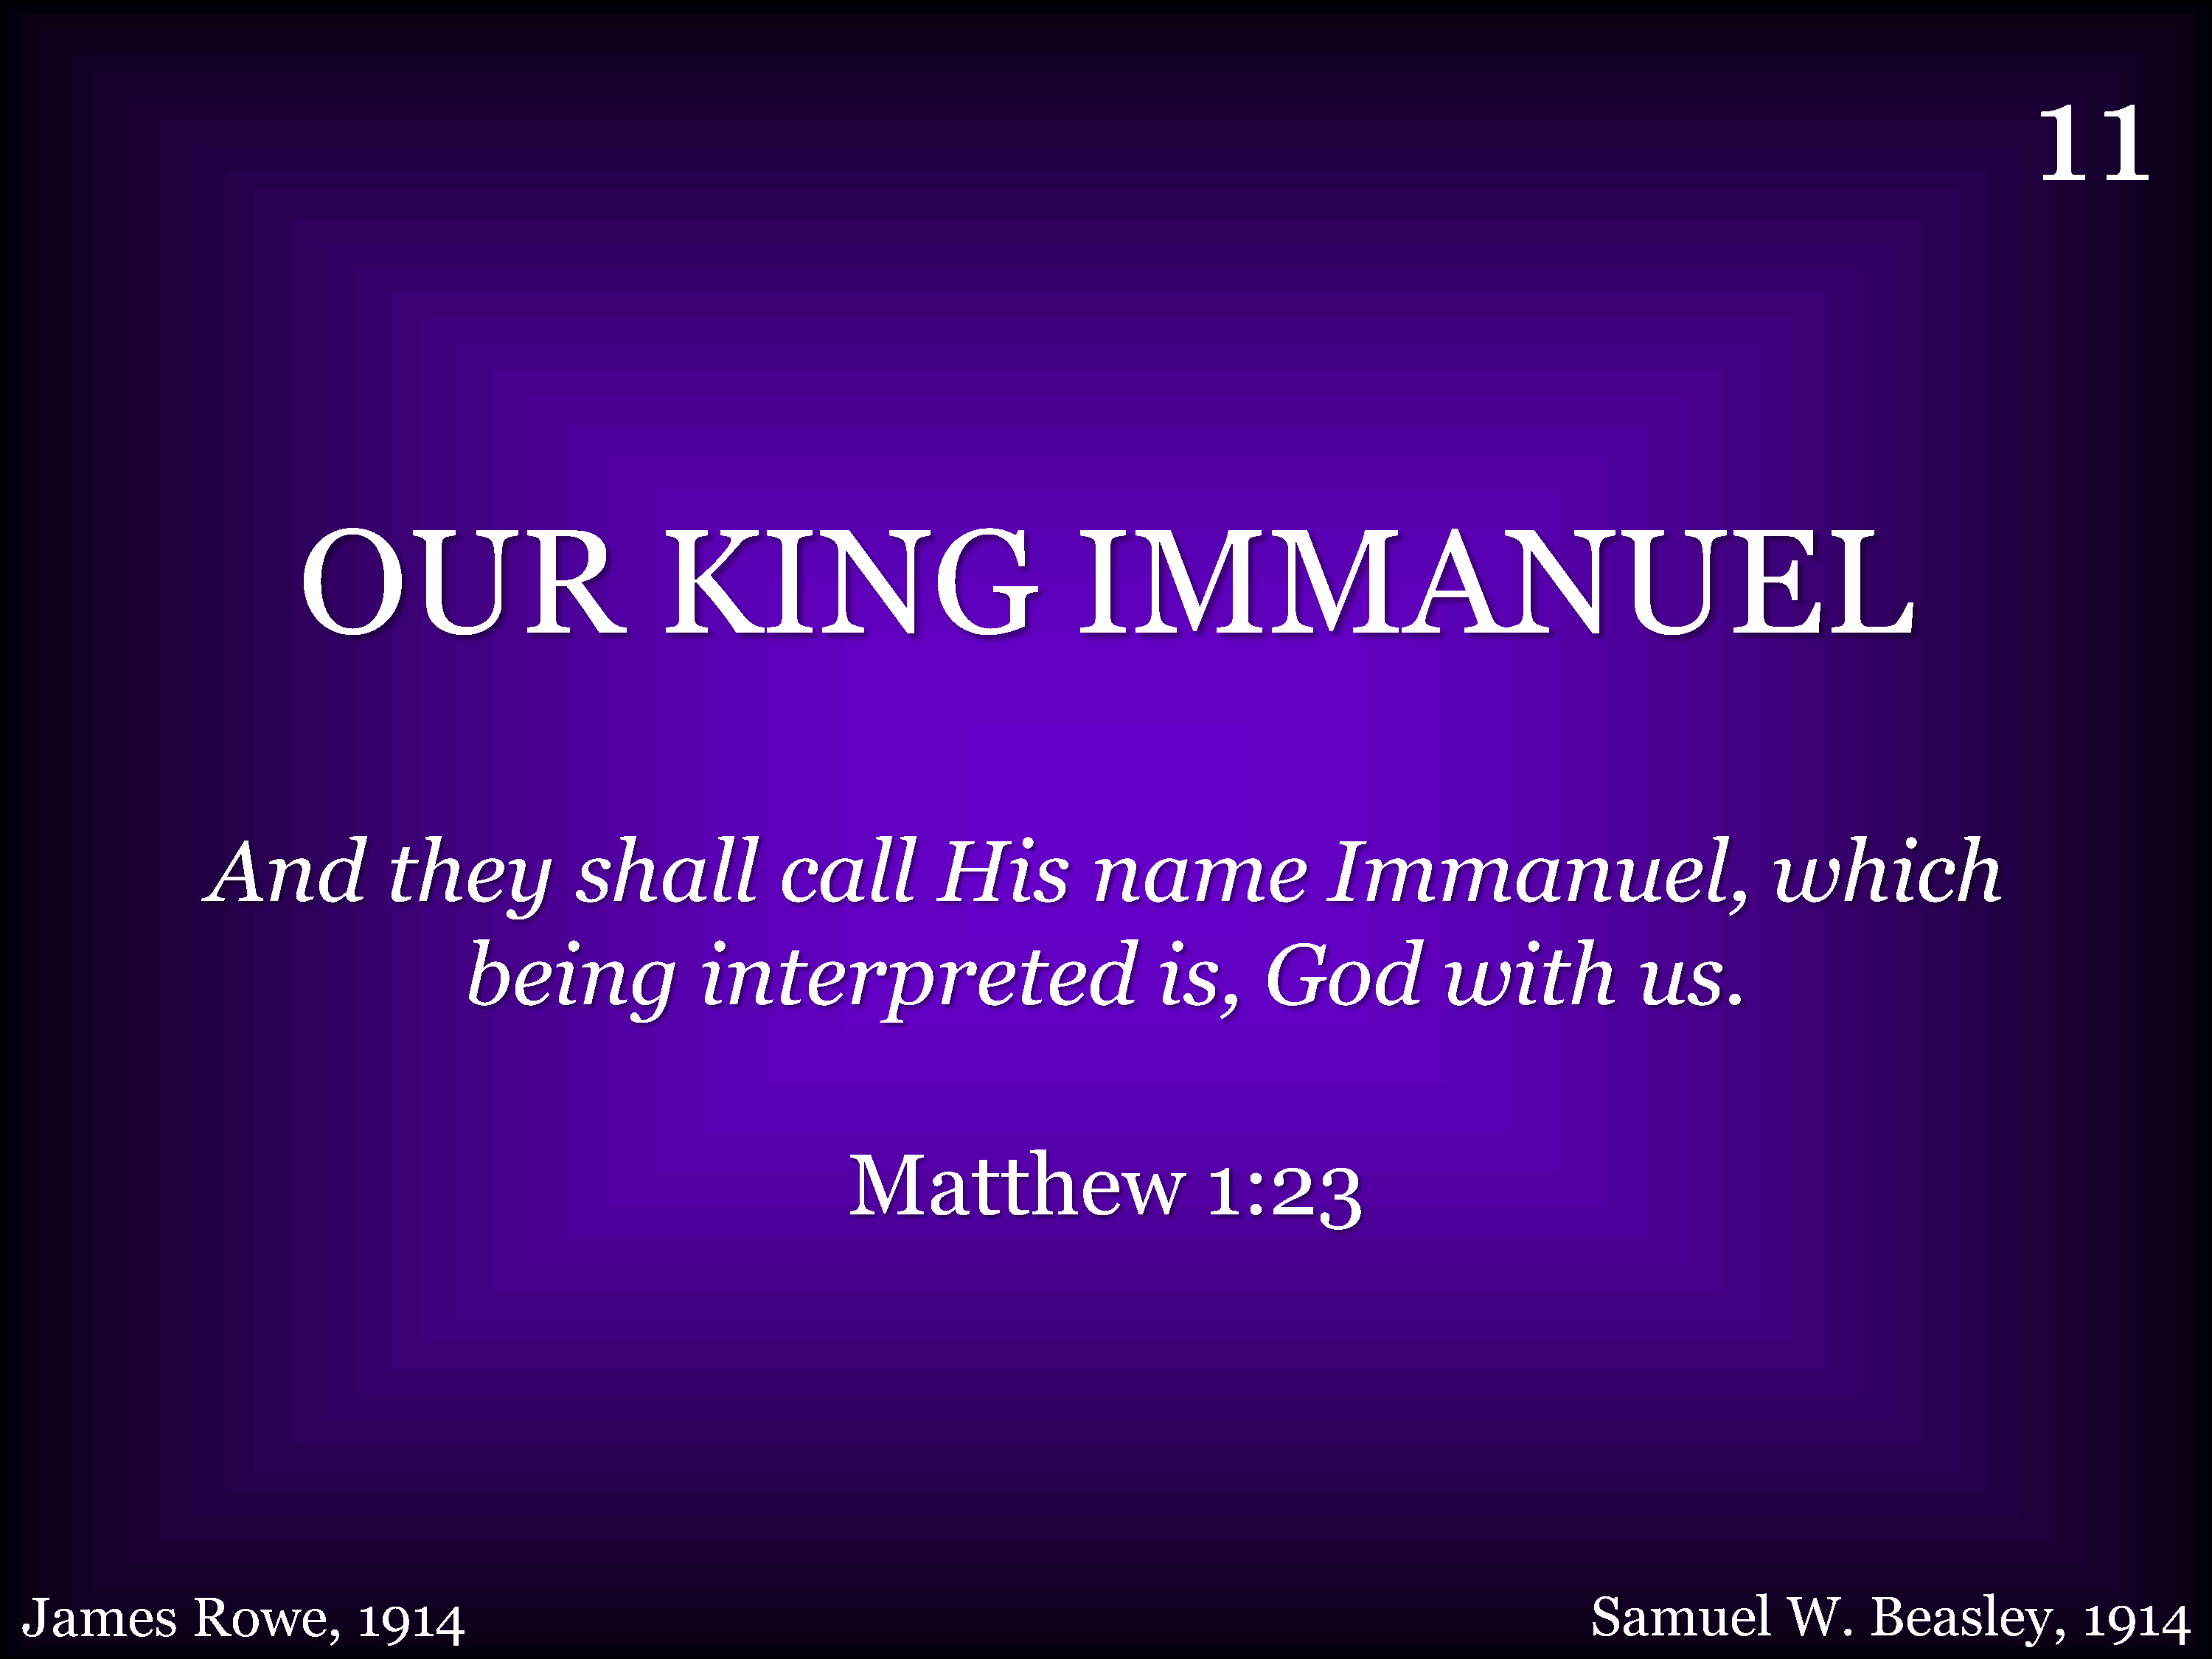 11
OUR KING IMMANUEL
And they shall call His name Immanuel, which
being interpreted is, God with us.
Matthew 1:23
James Rowe, 1914
Samuel W. Beasley, 1914